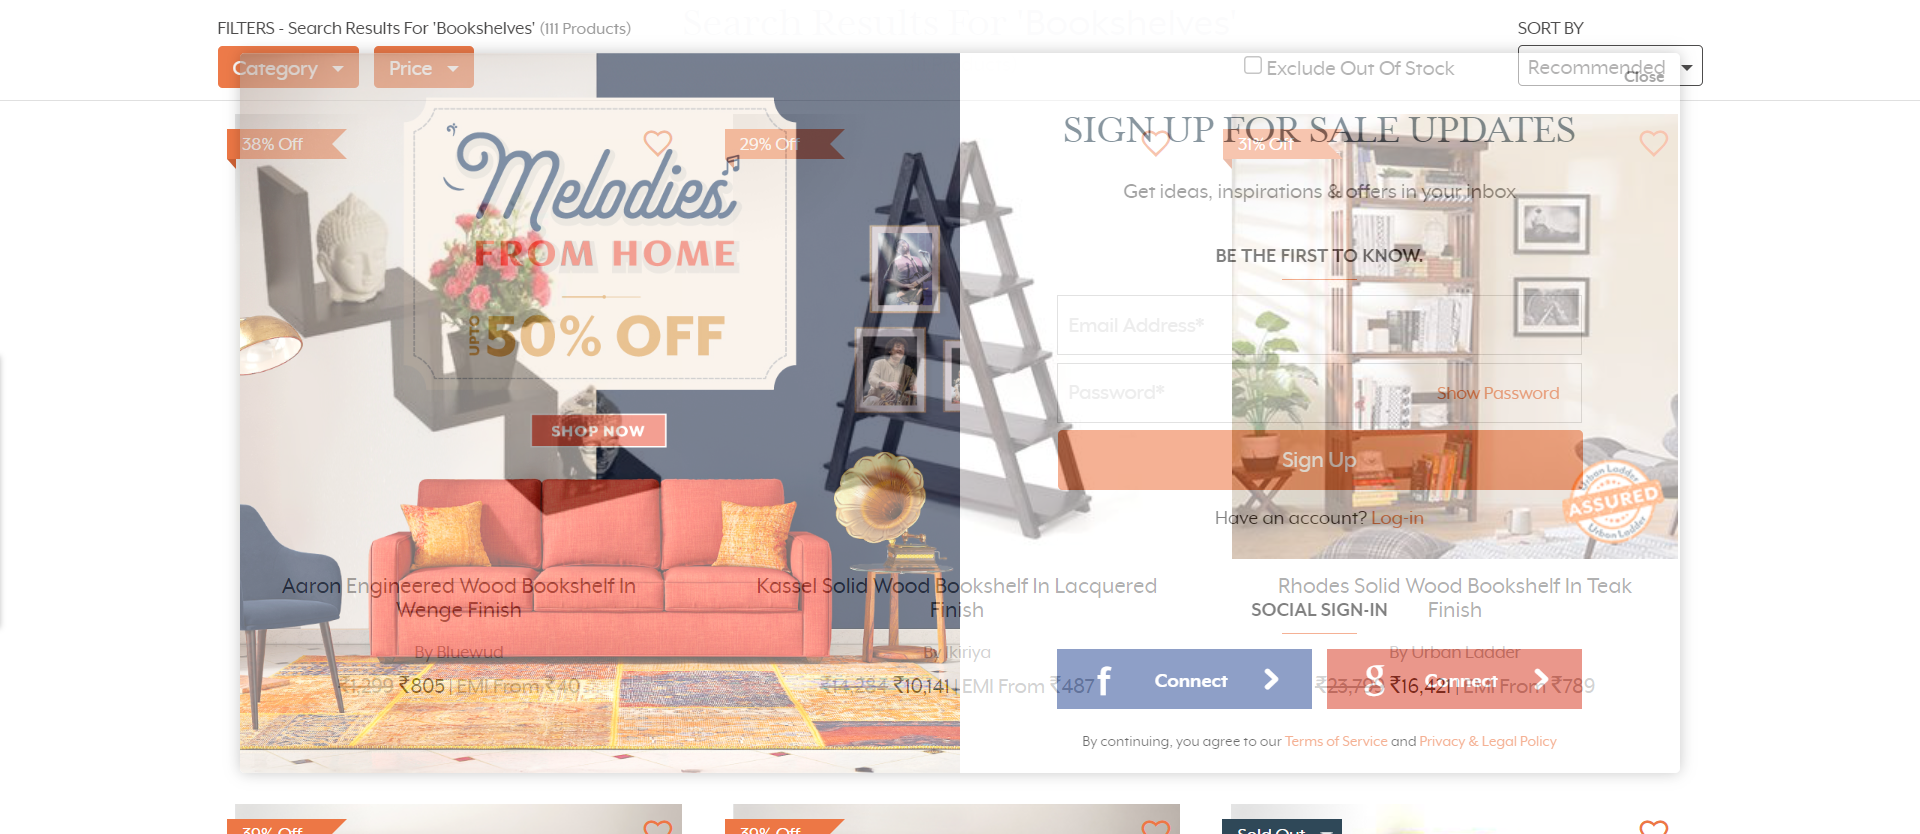 Search Results For 'Bookshelves'
FILTERS - Search Results For 'Bookshelves' (111 Products)
SORT BY
Category
Price
Exclude Out Of Stock
Recommended
Close
38% Off
29% Off
31% Off
Melodies
FROM HOME
UPTO 50% OFF
SHOP NOW
SIGN UP FOR SALE UPDATES
Get ideas, inspirations & offers in your inbox
BE THE FIRST TO KNOW.
Email Address*
Password*
Show Password
Sign Up
Have an account? Log-in
Urban Ladder
ASSURED
Urban Ladder
Aaron Engineered Wood Bookshelf In
Wenge Finish
By Bluewud
₹1,299 ₹805 | EMI From ₹40
Kassel Solid Wood Bookshelf In Lacquered
Finish
By Ikiriya
₹14,284 ₹10,141 | EMI From ₹487
Rhodes Solid Wood Bookshelf In Teak
Finish
By Urban Ladder
₹16,421 | EMI From ₹789
SOCIAL SIGN-IN
f Connect
g Connect
By continuing, you agree to our Terms of Service and Privacy & Legal Policy
39% Off
39% Off
Sold Out